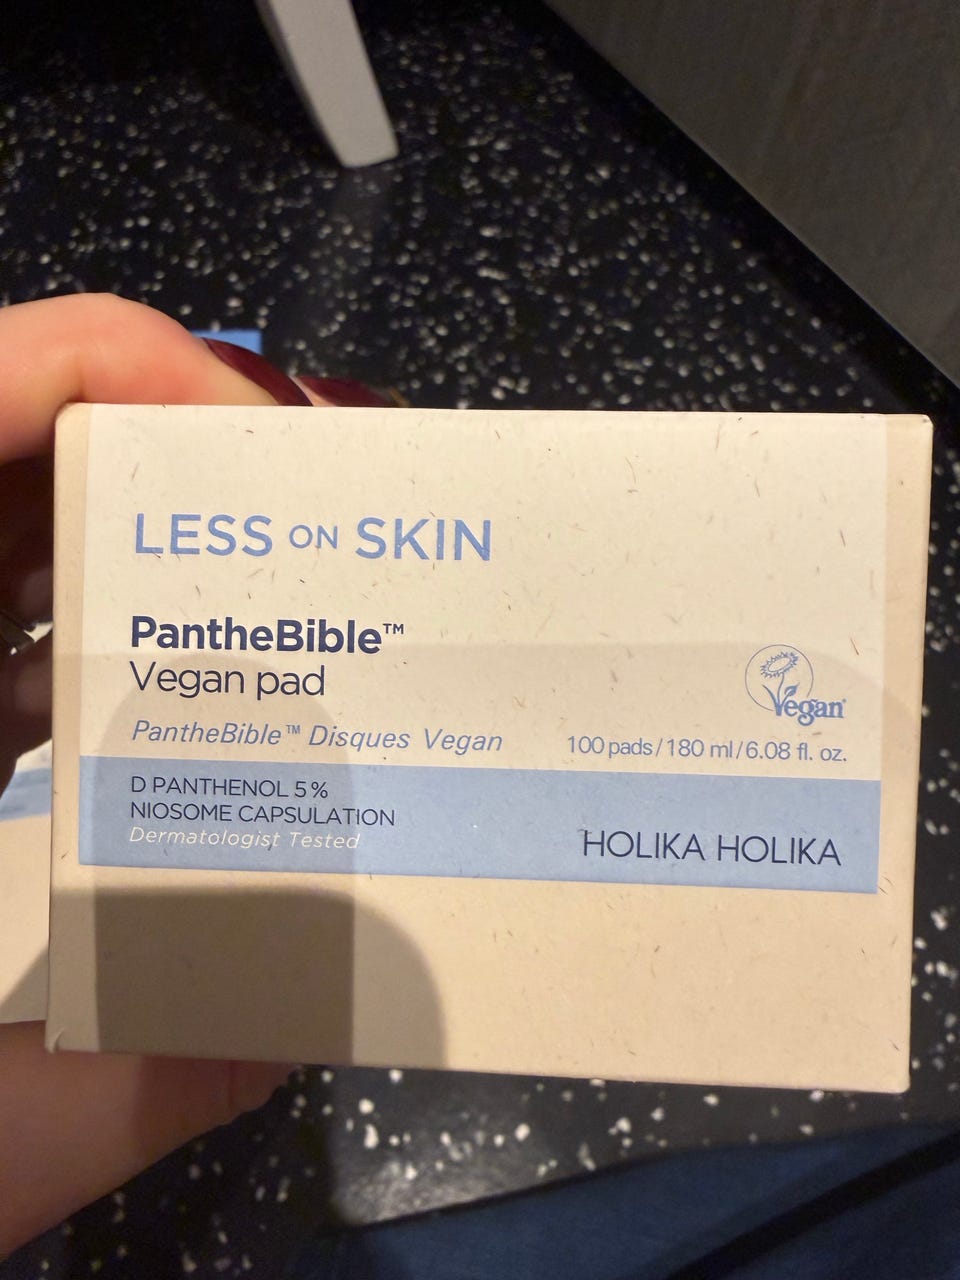 LESS ON SKIN
PantheBible™
Vegan pad
PantheBible™ Disques Vegan
Vegan
100 pads / 180 ml / 6.08 fl. oz.
D PANTHENOL 5%
NIOSOME CAPSULATION
Dermatologist Tested
HOLIKA HOLIKA